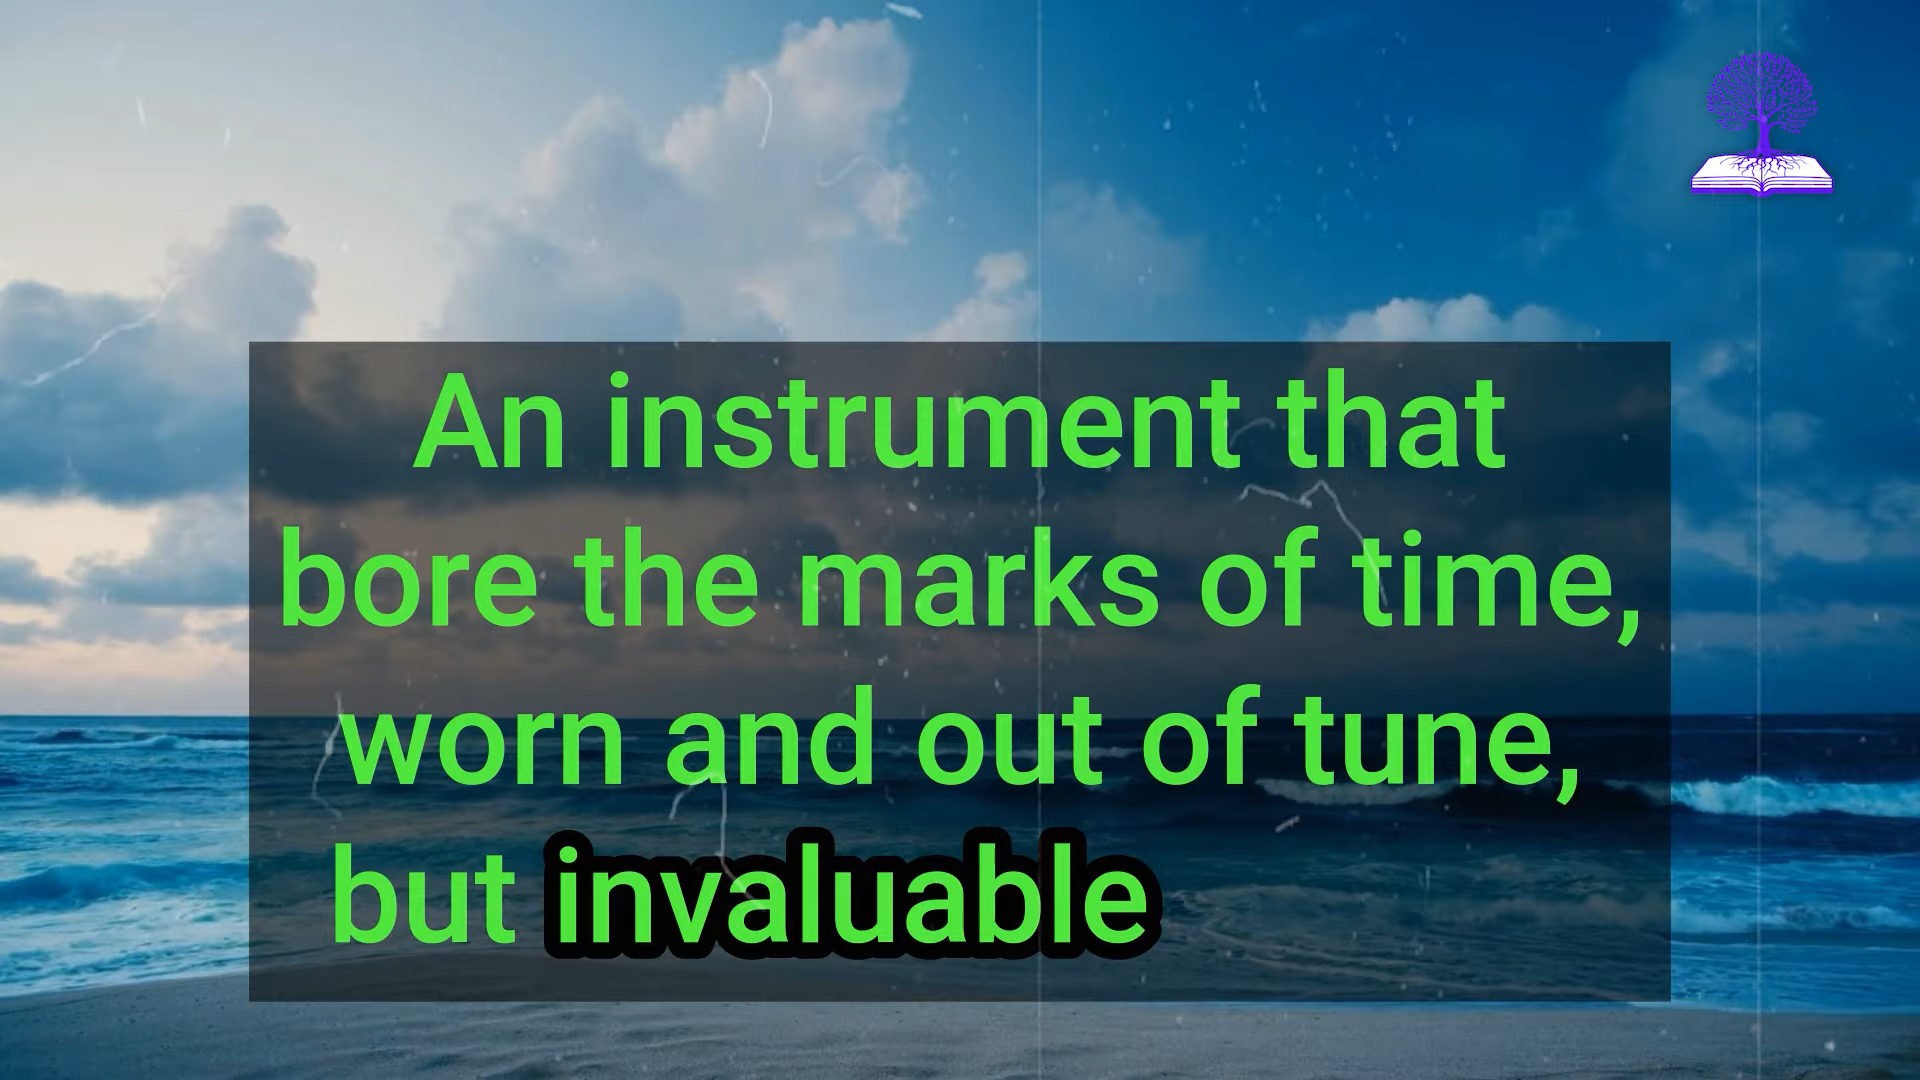 An instrument that
bore the marks of time,
worn and out of tune,
but invaluable